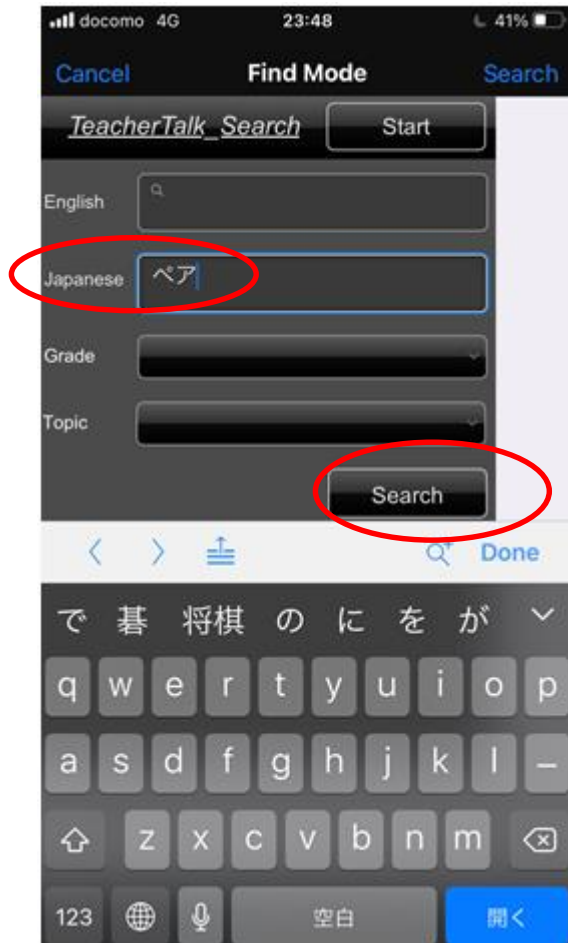 docomo 4G 23:48 41%
Cancel Find Mode Search
TeacherTalk_Search Start
English
Japanese ペア
Grade
Topic
Search
Done
で 碁 将棋 の に を が
q w e r t y u i o p
a s d f g h j k l ー
z x c v b n m
123 空白 開く